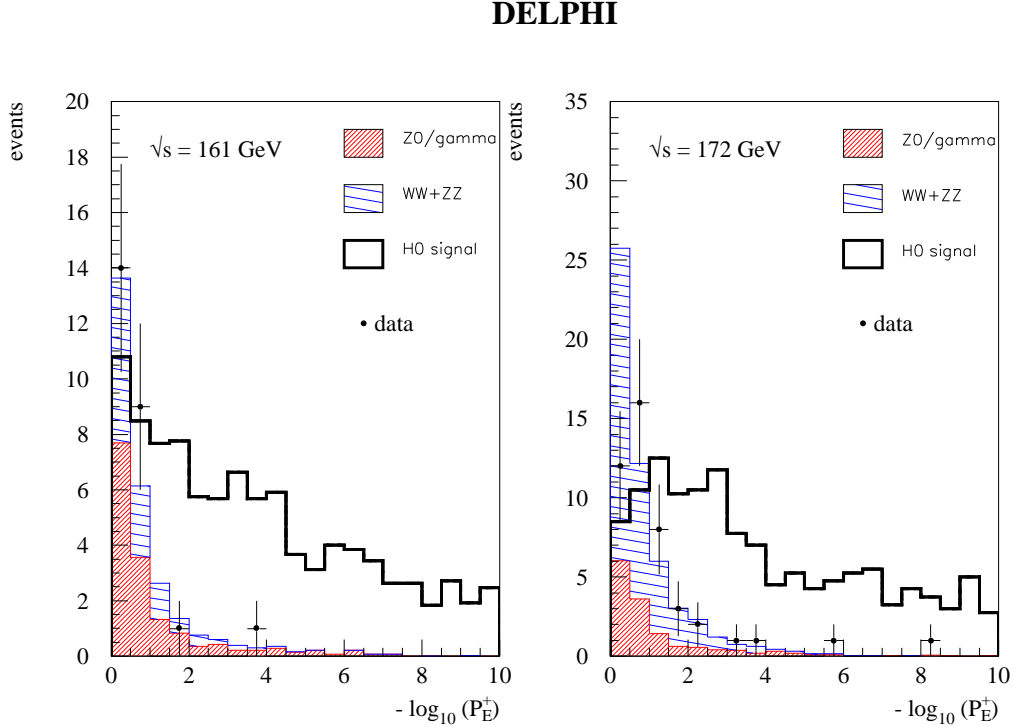 DELPHI
events
20
18
16
14
12
10
8
6
4
2
0
√s = 161 GeV
Z0/gamma
WW+ZZ
H0 signal
data
0 2 4 6 8 10
- log10 (PE+)
events
35
30
25
20
15
10
5
0
√s = 172 GeV
Z0/gamma
WW+ZZ
H0 signal
data
0 2 4 6 8 10
- log10 (PE+)